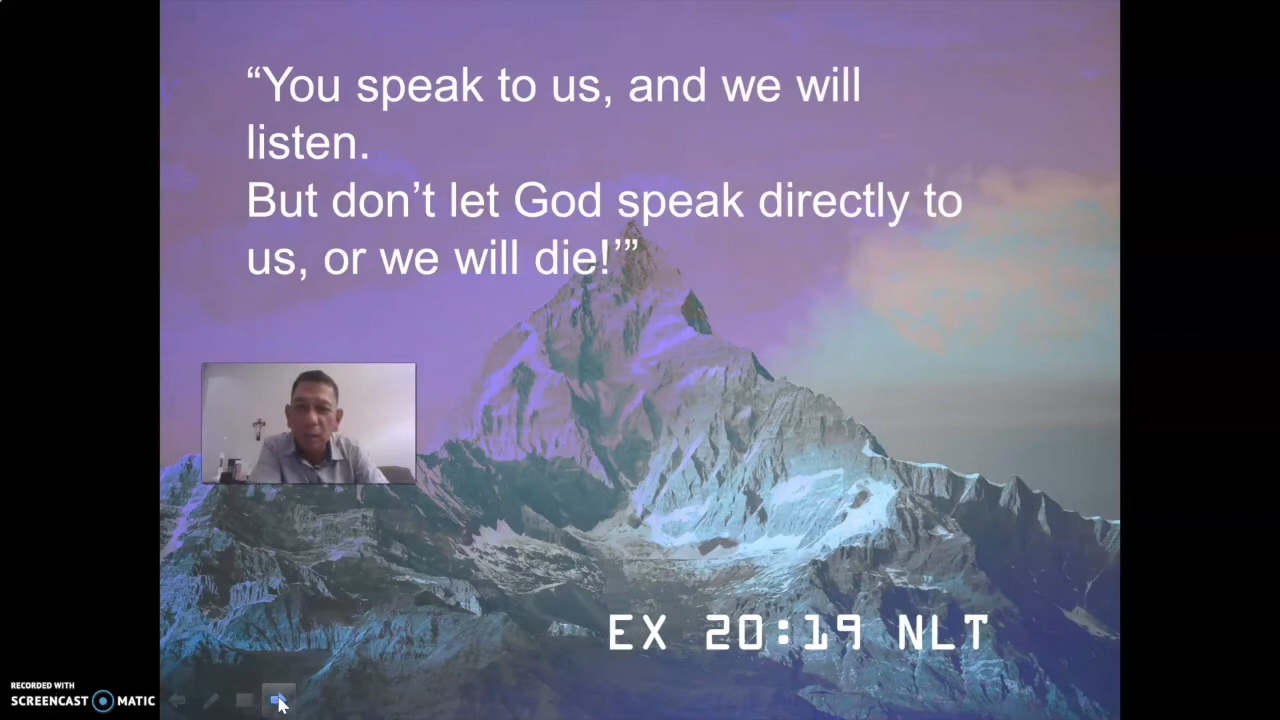 “You speak to us, and we will
listen.
But don’t let God speak directly to
us, or we will die!’”
EX 20:19 NLT
RECORDED WITH
SCREENCAST MATIC